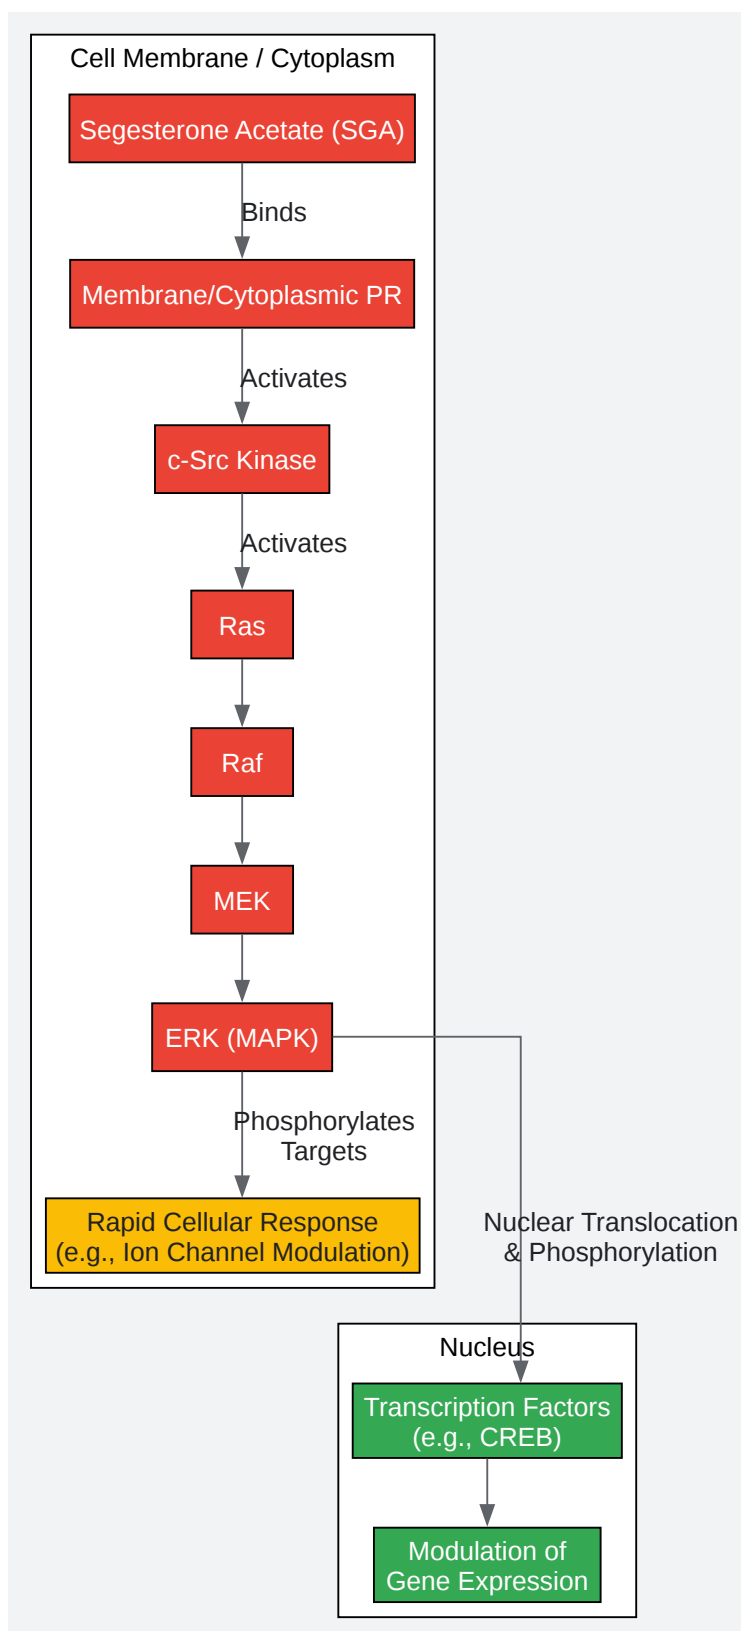 Cell Membrane / Cytoplasm
Segesterone Acetate (SGA)
Binds
Membrane/Cytoplasmic PR
Activates
c-Src Kinase
Activates
Ras
Raf
MEK
ERK (MAPK)
Phosphorylates
Targets
Rapid Cellular Response
(e.g., Ion Channel Modulation)
Nuclear Translocation
& Phosphorylation
Nucleus
Transcription Factors
(e.g., CREB)
Modulation of
Gene Expression